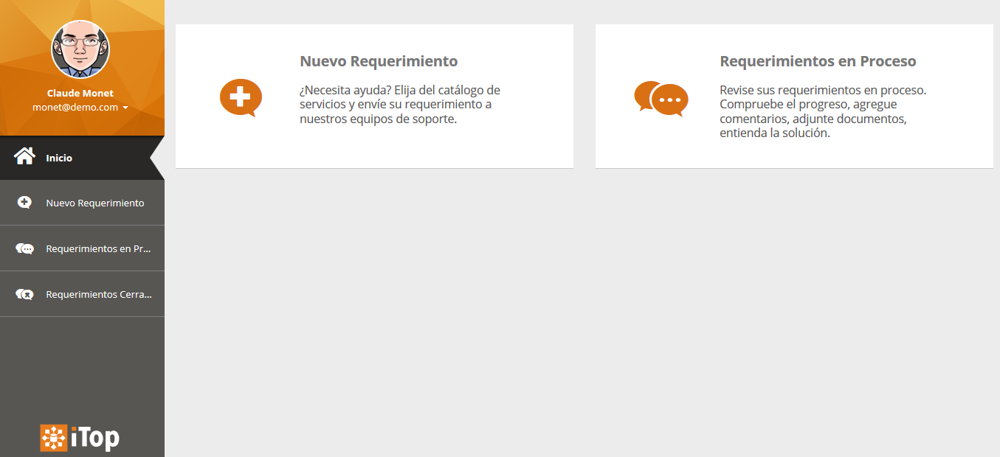 Claude Monet
monet@demo.com
Inicio
Nuevo Requerimiento
Requerimientos en Pr...
Requerimientos Cerra...
iTop
Nuevo Requerimiento
¿Necesita ayuda? Elija del catálogo de
servicios y envíe su requerimiento a
nuestros equipos de soporte.
Requerimientos en Proceso
Revise sus requerimientos en proceso.
Compruebe el progreso, agregue
comentarios, adjunte documentos,
entienda la solución.